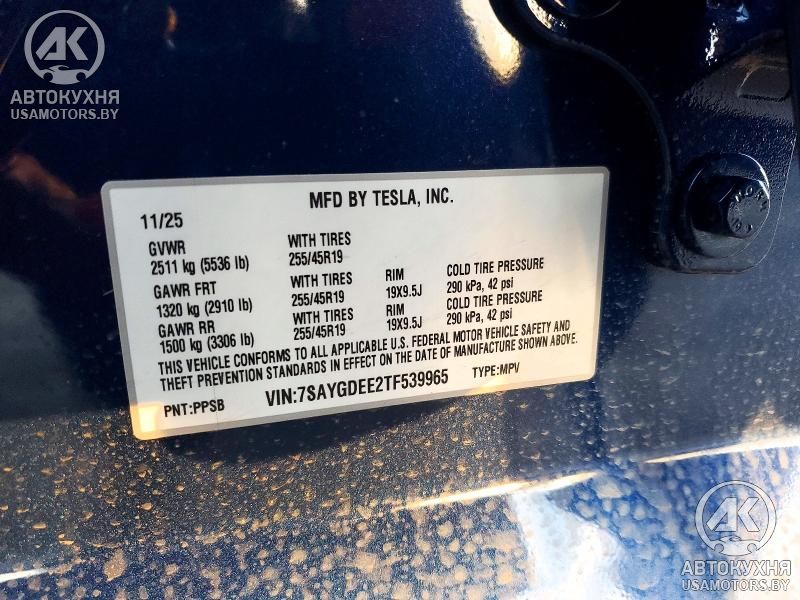 AK
АВТОКУХНЯ
USAMOTORS.BY
MFD BY TESLA, INC.
11/25
GVWR WITH TIRES
2511 kg (5536 lb) 255/45R19
GAWR FRT WITH TIRES RIM COLD TIRE PRESSURE
1320 kg (2910 lb) 255/45R19 19X9.5J 290 kPa, 42 psi
GAWR RR WITH TIRES RIM COLD TIRE PRESSURE
1500 kg (3306 lb) 255/45R19 19X9.5J 290 kPa, 42 psi
THIS VEHICLE CONFORMS TO ALL APPLICABLE U.S. FEDERAL MOTOR VEHICLE SAFETY AND
THEFT PREVENTION STANDARDS IN EFFECT ON THE DATE OF MANUFACTURE SHOWN ABOVE.
PNT:PPSB VIN:7SAYGDEE2TF539965 TYPE:MPV
AK
АВТОКУХНЯ
USAMOTORS.BY